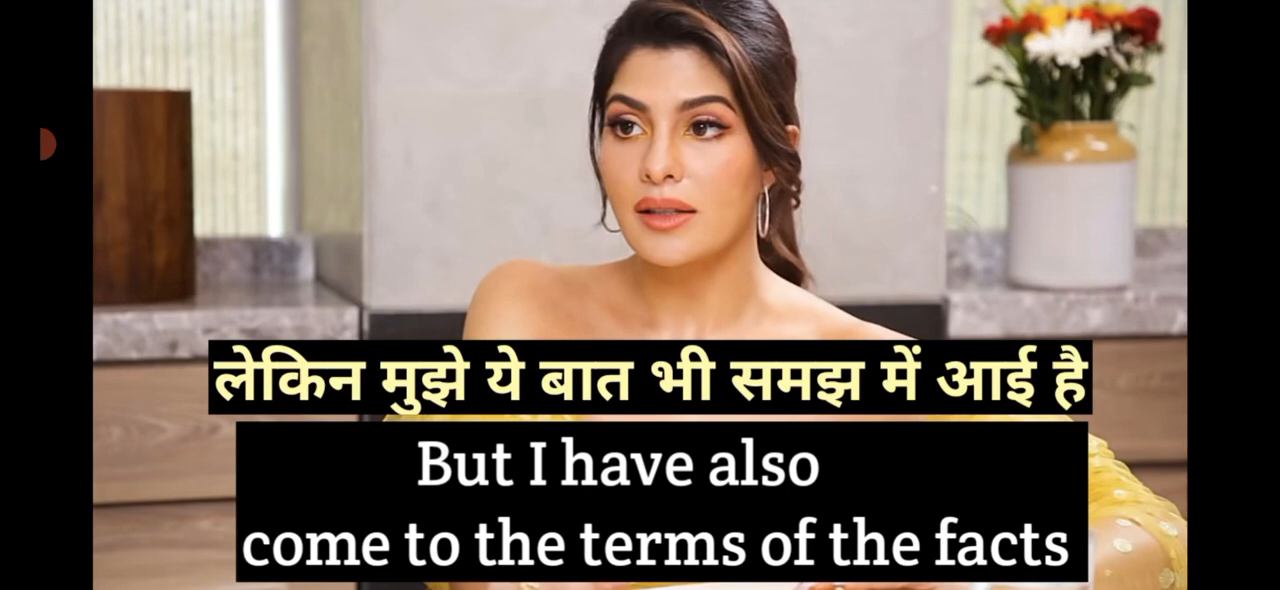 लेकिन मुझे ये बात भी समझ में आई है
But I have also
come to the terms of the facts